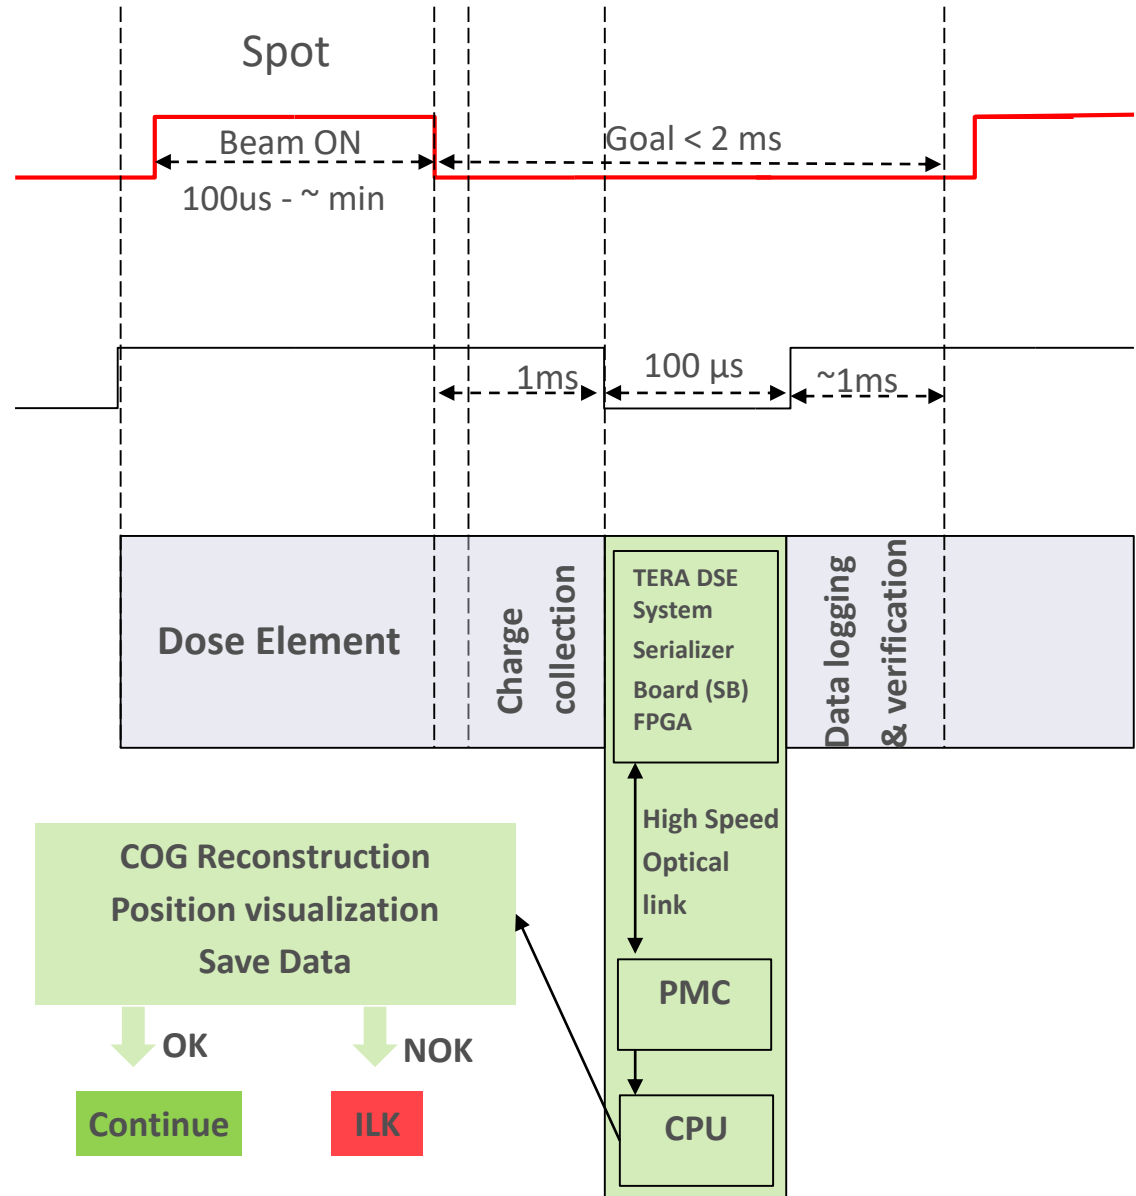 Spot
Beam ON
Goal < 2 ms
100us - ~ min
1ms
100 µs
~1ms
Dose Element
Charge
collection
TERA DSE
System
Serializer
Board (SB)
FPGA
Data logging
& verification
High Speed
Optical
link
COG Reconstruction
Position visualization
Save Data
PMC
OK
NOK
Continue
ILK
CPU